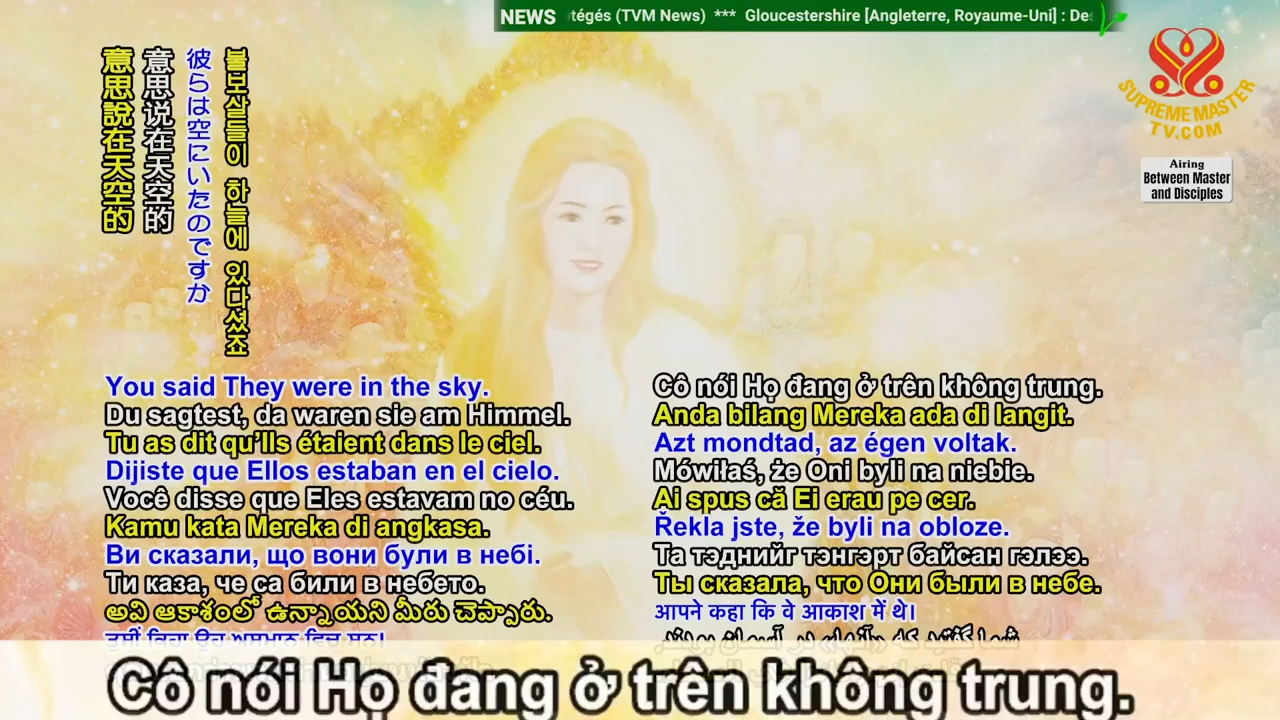 NEWS tégés (TVM News) *** Gloucestershire [Angleterre, Royaume-Uni] : De
SUPREME MASTER
TV.COM
Airing
Between Master
and Disciples
불보살들이 하늘에 있다셨죠
彼らは空にいたのですか
意思说在天空的
意思說在天空的
You said They were in the sky.
Du sagtest, da waren sie am Himmel.
Tu as dit qu’Ils étaient dans le ciel.
Dijiste que Ellos estaban en el cielo.
Você disse que Eles estavam no céu.
Kamu kata Mereka di angkasa.
Ви сказали, що вони були в небі.
Ти каза, че са били в небето.
అవి ఆకాశంలో ఉన్నాయని మీరు చెప్పారు.
Cô nói Họ đang ở trên không trung.
Anda bilang Mereka ada di langit.
Azt mondtad, az égen voltak.
Mówiłaś, że Oni byli na niebie.
Ai spus că Ei erau pe cer.
Řekla jste, že byli na obloze.
Та тэднийг тэнгэрт байсан гэлээ.
Ты сказала, что Они были в небе.
आपने कहा कि वे आकाश में थे।
Cô nói Họ đang ở trên không trung.